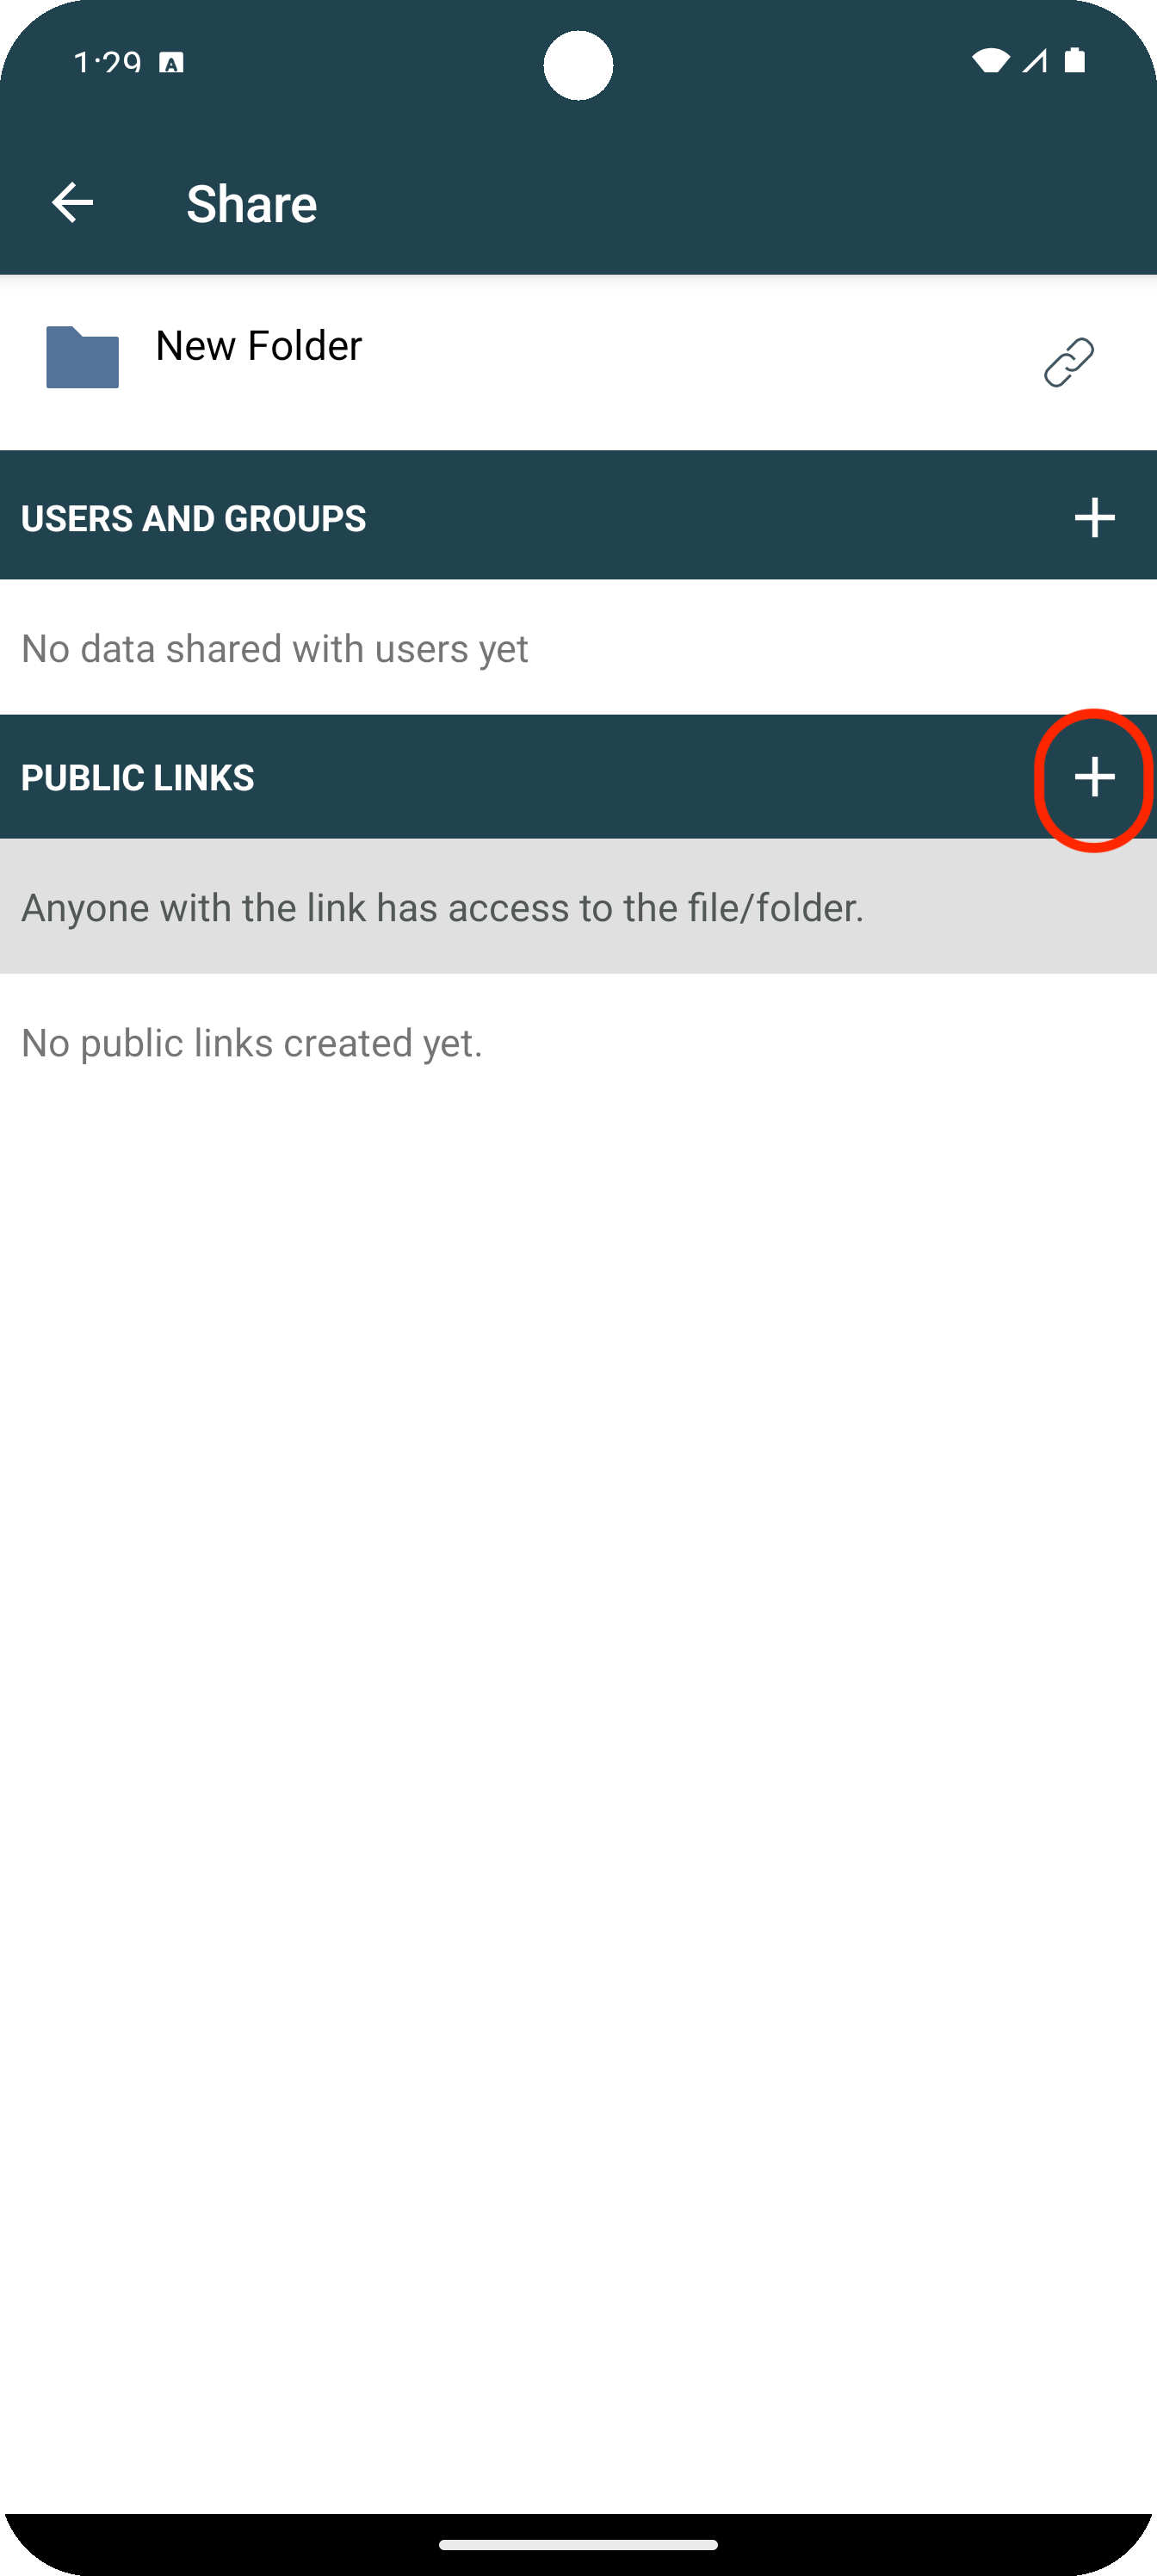 1:29 A
Share
New Folder
USERS AND GROUPS
No data shared with users yet
PUBLIC LINKS
Anyone with the link has access to the file/folder.
No public links created yet.